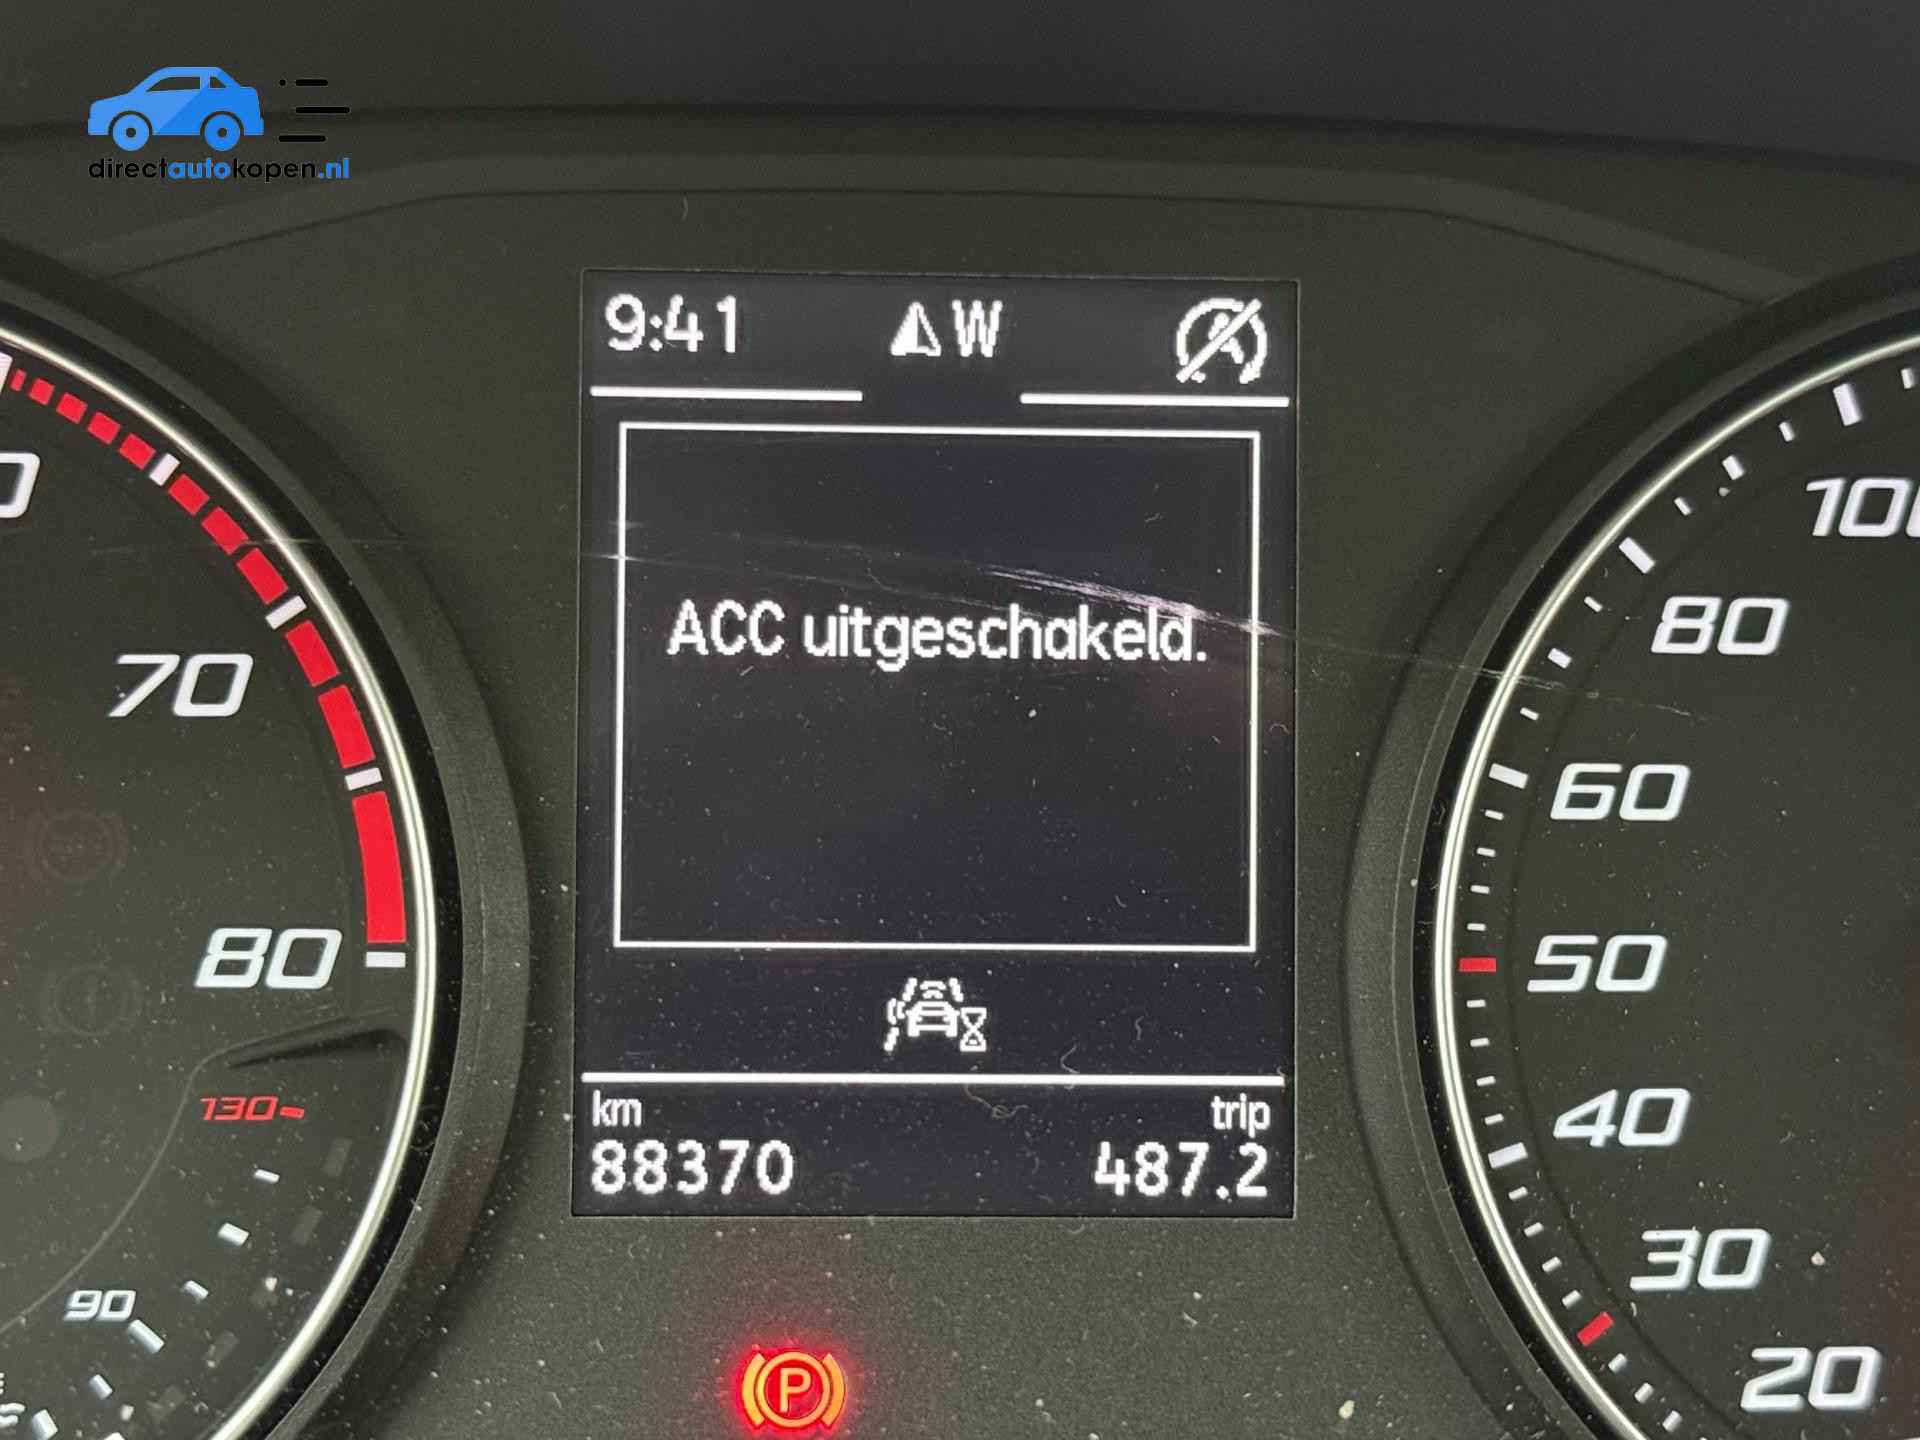 directautokopen.nl
9:41 W
ACC uitgeschakeld.
km trip
88370 487.2
70
80
130
90
100
80
60
50
40
30
20
P